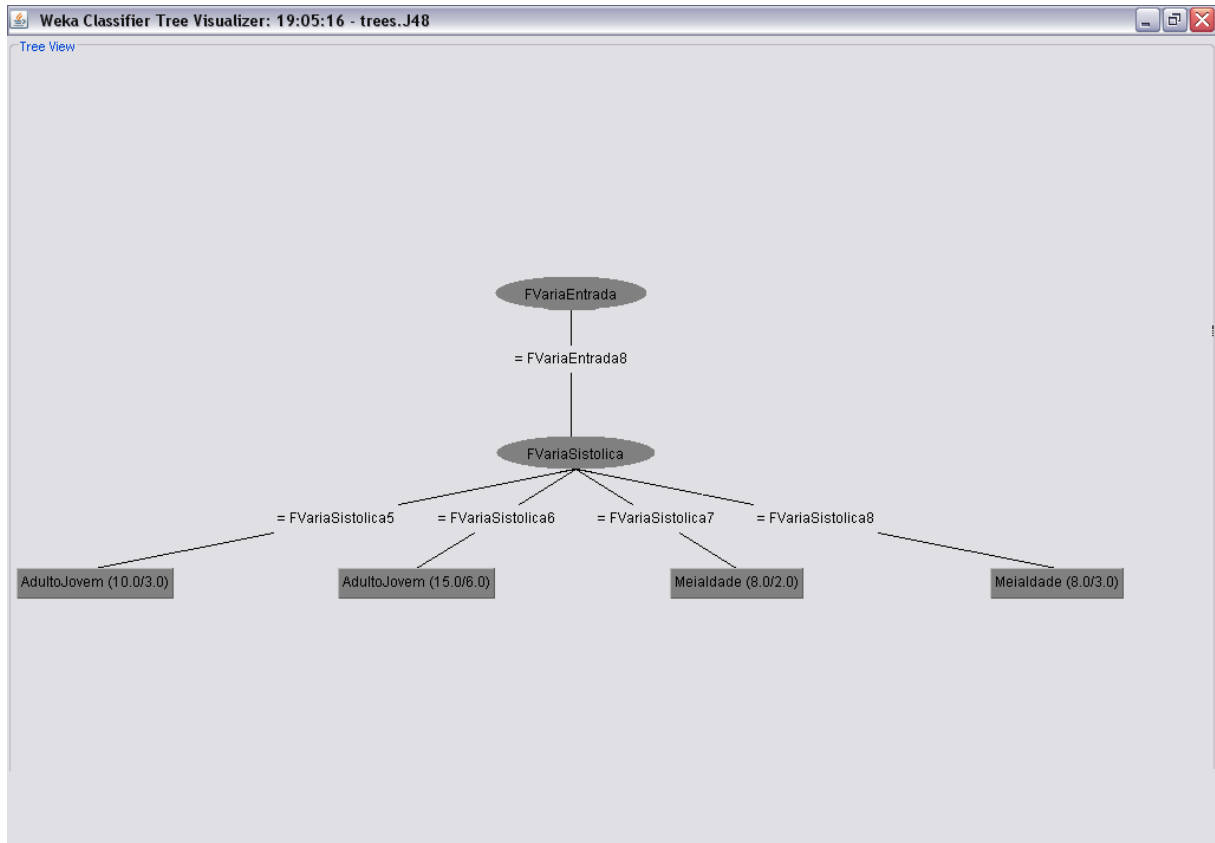 Weka Classifier Tree Visualizer: 19:05:16 - trees.J48
Tree View
FVariaEntrada
= FVariaEntrada8
FVariaSistolica
= FVariaSistolica5 = FVariaSistolica6 = FVariaSistolica7 = FVariaSistolica8
AdultoJovem (10.0/3.0) AdultoJovem (15.0/6.0) MeiaIdade (8.0/2.0) MeiaIdade (8.0/3.0)